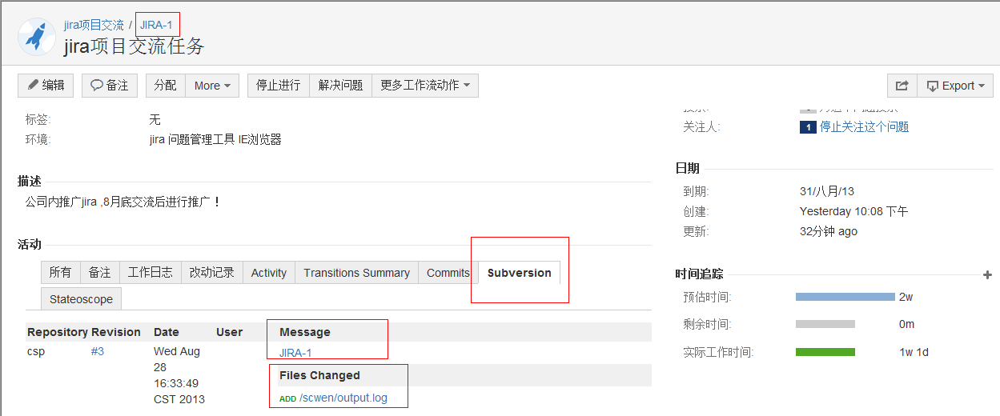 jira项目交流 / JIRA-1
jira项目交流任务
编辑 备注 分配 More 停止进行 解决问题 更多工作流动作 Export
标签: 无
环境: jira 问题管理工具 IE浏览器
关注人: 1 停止关注这个问题
描述
公司内推广jira ,8月底交流后进行推广！
日期
到期: 31/八月/13
创建: Yesterday 10:08 下午
更新: 32分钟 ago
活动
所有 备注 工作日志 改动记录 Activity Transitions Summary Commits Subversion
Stateoscope
时间追踪
预估时间: 2w
剩余时间: 0m
实际工作时间: 1w 1d
Repository Revision Date User Message
csp #3 Wed Aug JIRA-1
28
16:33:49 Files Changed
CST 2013 ADD /scwen/output.log